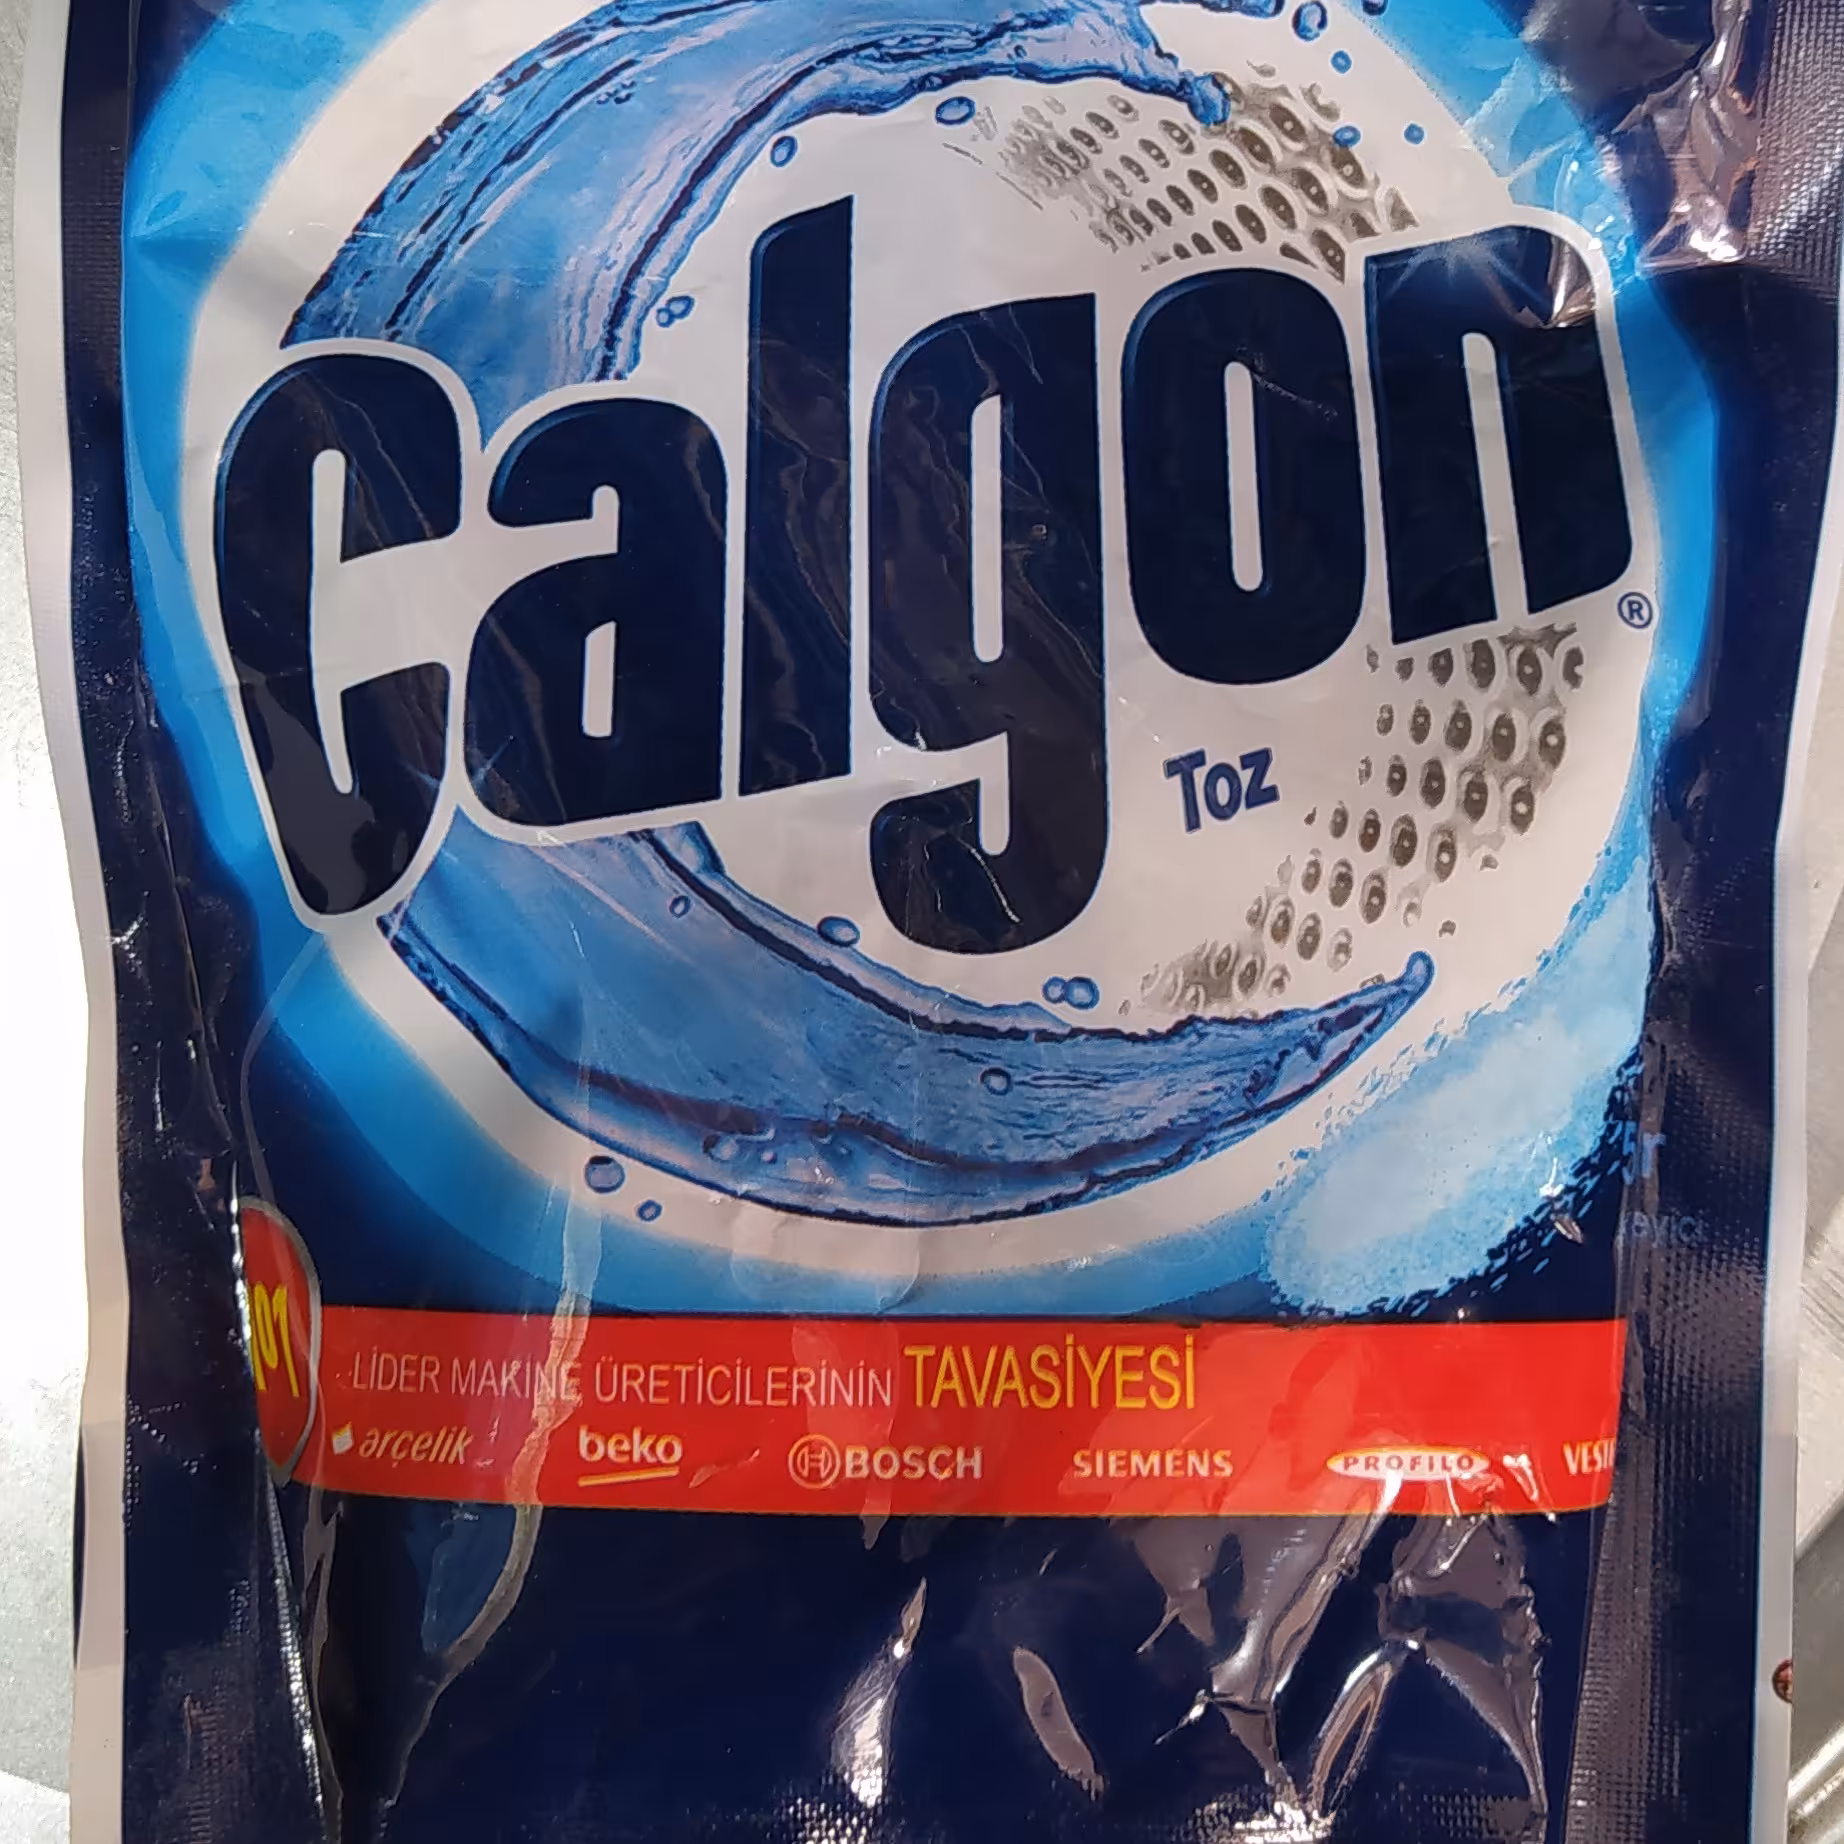 Calgon®
Toz
LİDER MAKİNE ÜRETİCİLERİNİN TAVASİYESİ
arçelik beko BOSCH SIEMENS PROFILO